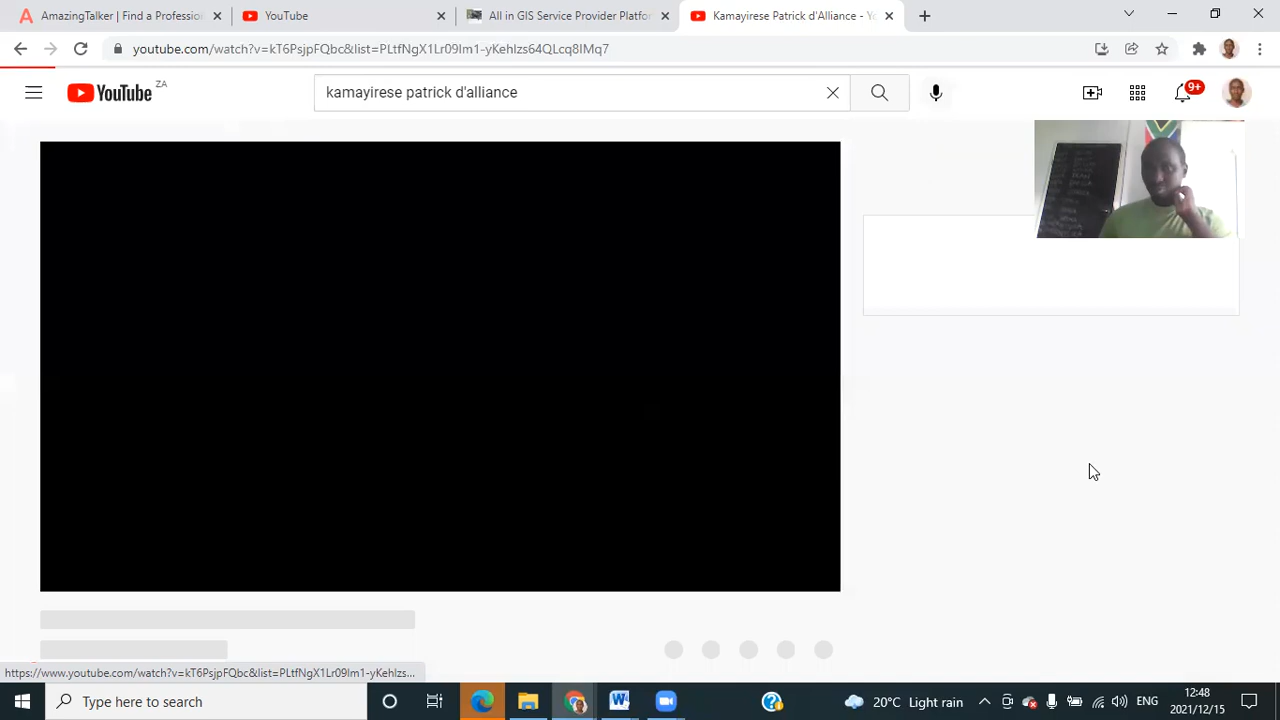 AmazingTalker | Find a Professio
YouTube
All in GIS Service Provider Platfor
Kamayirese Patrick d'Alliance - Yo
youtube.com/watch?v=kT6PsjpFQbc&list=PLtfNgX1Lr09Im1-yKehlzs64QLcq8IMq7
YouTube ZA
kamayirese patrick d'alliance
9+
https://www.youtube.com/watch?v=kT6PsjpFQbc&list=PLtfNgX1Lr09Im1-yKehlzs...
Type here to search
20°C Light rain
ENG
12:48
2021/12/15